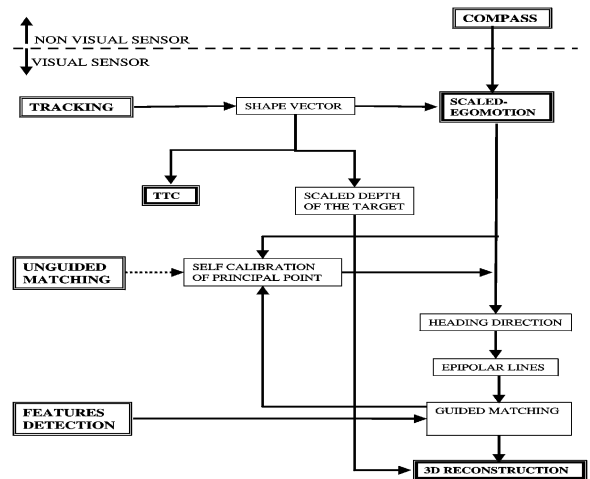 COMPASS
NON VISUAL SENSOR
VISUAL SENSOR
TRACKING
SHAPE VECTOR
SCALED-
EGOMOTION
TTC
SCALED DEPTH
OF THE TARGET
UNGUIDED
MATCHING
SELF CALIBRATION
OF PRINCIPAL POINT
HEADING DIRECTION
EPIPOLAR LINES
FEATURES
DETECTION
GUIDED MATCHING
3D RECONSTRUCTION